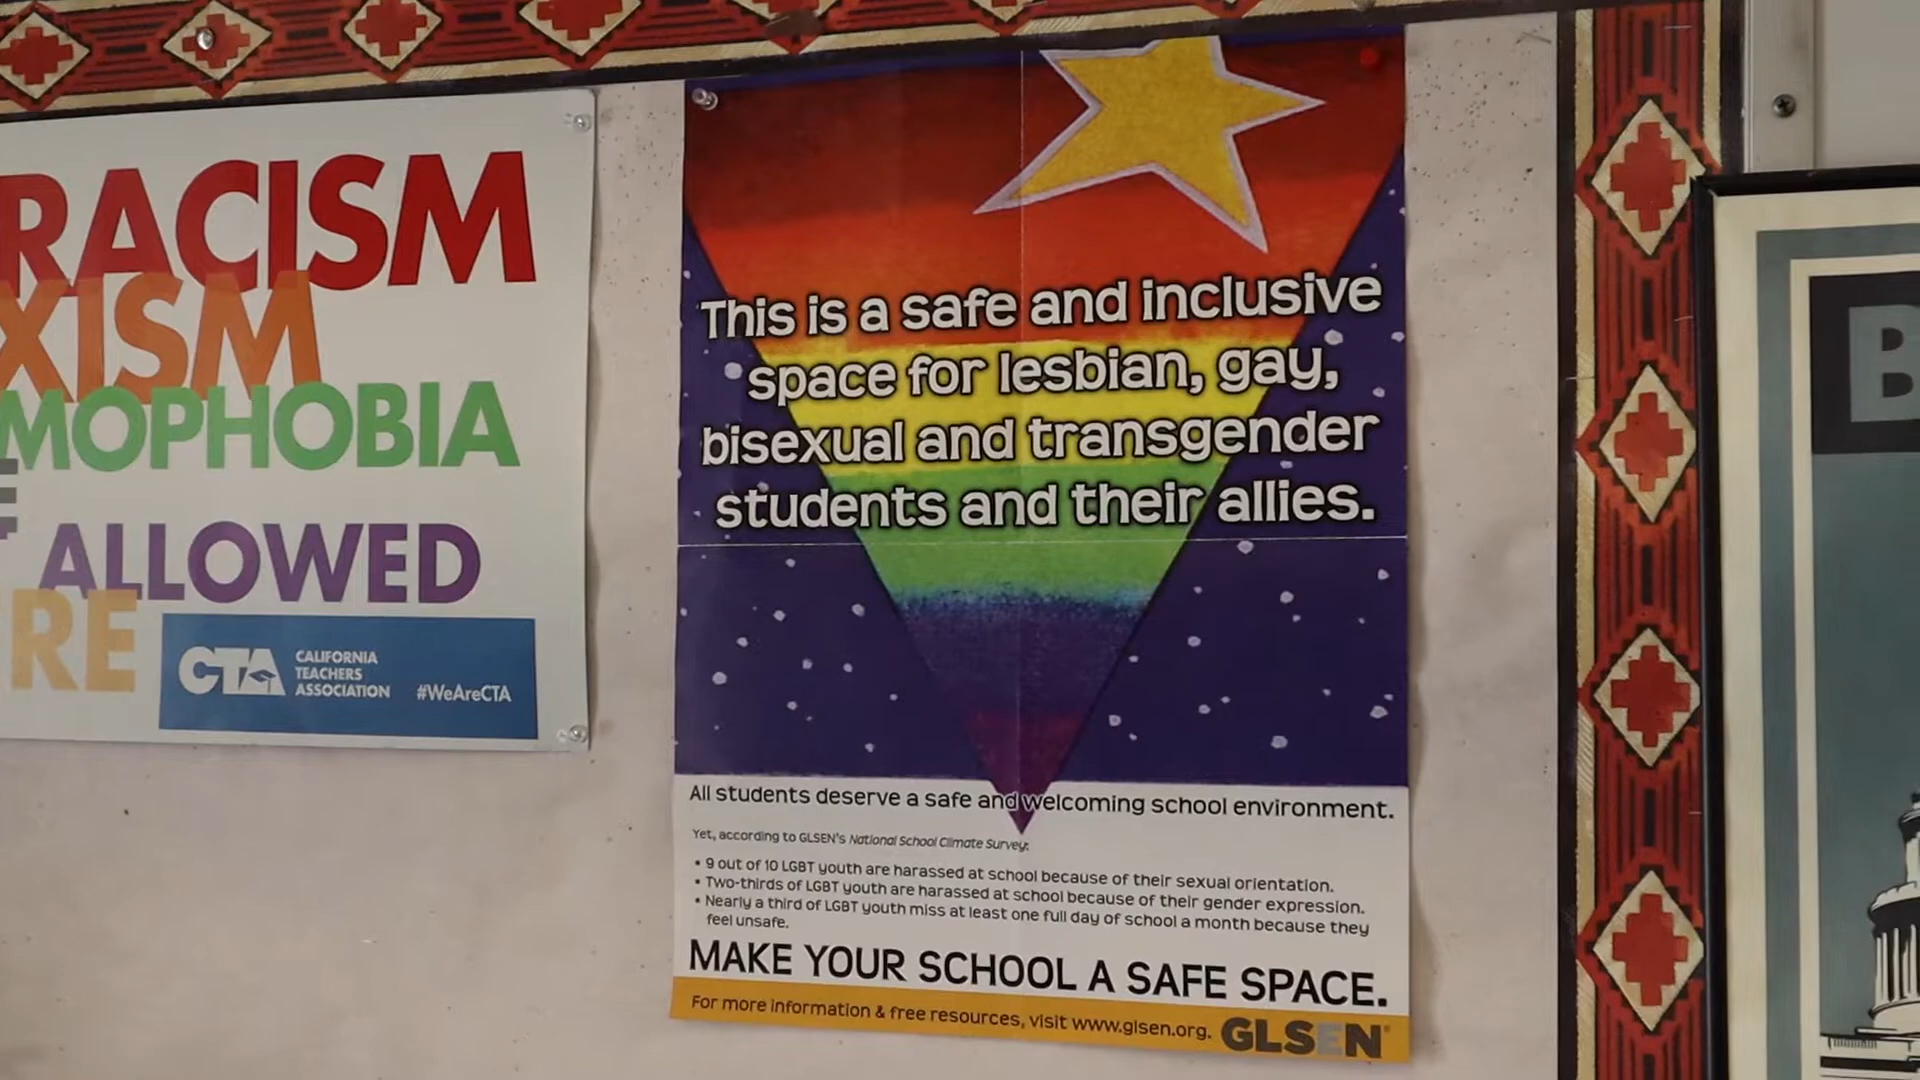 RACISM
XISM
MOPHOBIA
ALLOWED
RE
CTA
CALIFORNIA
TEACHERS
ASSOCIATION
#WeAreCTA
This is a safe and inclusive
space for lesbian, gay,
bisexual and transgender
students and their allies.
All students deserve a safe and welcoming school environment.
Yet, according to GLSEN's National School Climate Survey:
• 9 out of 10 LGBT youth are harassed at school because of their sexual orientation.
• Two-thirds of LGBT youth are harassed at school because of their gender expression.
• Nearly a third of LGBT youth miss at least one full day of school a month because they
feel unsafe.
MAKE YOUR SCHOOL A SAFE SPACE.
For more information & free resources, visit www.glsen.org.
GLSEN®
B